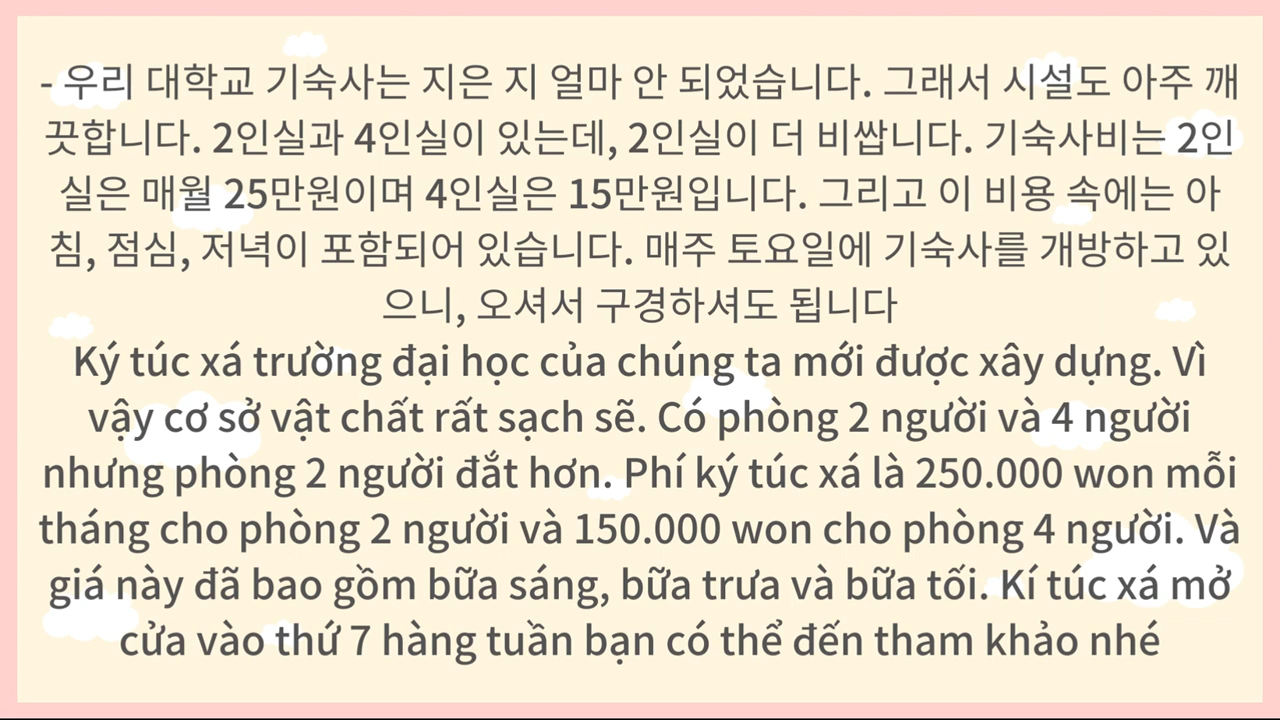 - 우리 대학교 기숙사는 지은 지 얼마 안 되었습니다. 그래서 시설도 아주 깨
끗합니다. 2인실과 4인실이 있는데, 2인실이 더 비쌉니다. 기숙사비는 2인
실은 매월 25만원이며 4인실은 15만원입니다. 그리고 이 비용 속에는 아
침, 점심, 저녁이 포함되어 있습니다. 매주 토요일에 기숙사를 개방하고 있
으니, 오셔서 구경하셔도 됩니다
Ký túc xá trường đại học của chúng ta mới được xây dựng. Vì
vậy cơ sở vật chất rất sạch sẽ. Có phòng 2 người và 4 người
nhưng phòng 2 người đắt hơn. Phí ký túc xá là 250.000 won mỗi
tháng cho phòng 2 người và 150.000 won cho phòng 4 người. Và
giá này đã bao gồm bữa sáng, bữa trưa và bữa tối. Kí túc xá mở
cửa vào thứ 7 hàng tuần bạn có thể đến tham khảo nhé